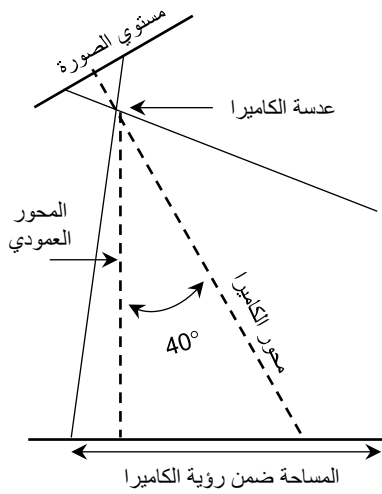 مستوي الصورة
عدسة الكاميرا
المحور
العمودي
محور الكاميرا
40°
المساحة ضمن رؤية الكاميرا